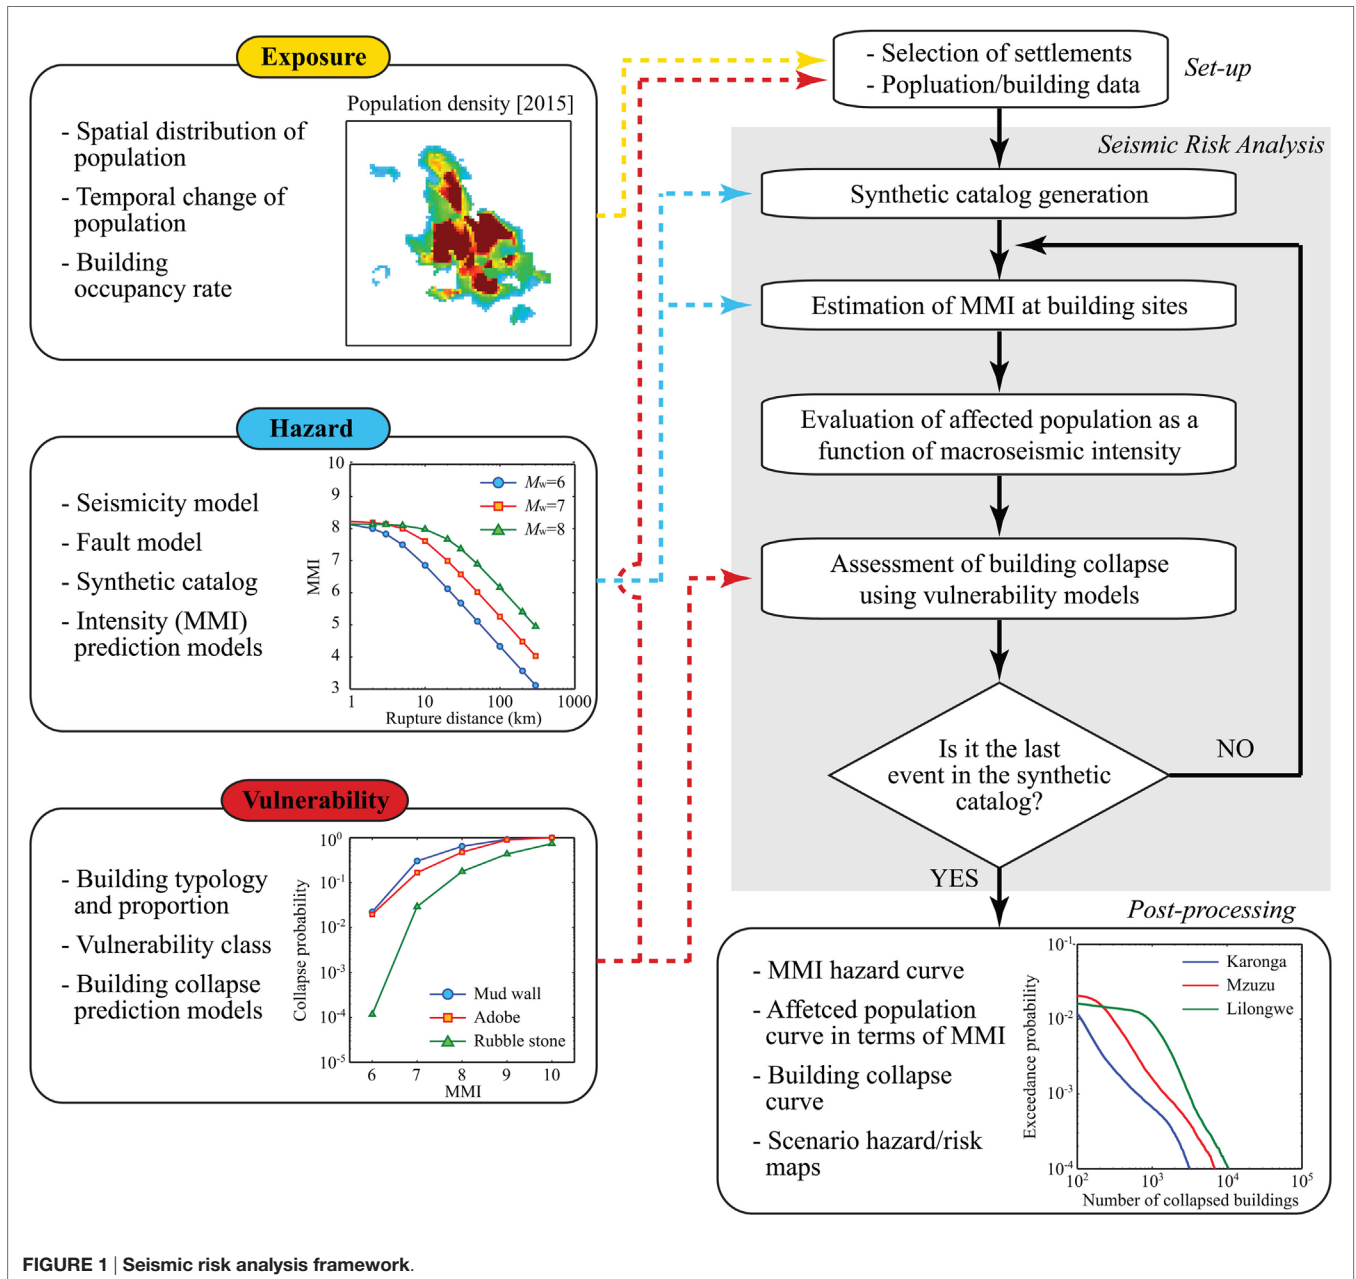 Exposure
- Spatial distribution of
population
- Temporal change of
population
- Building
occupancy rate
Population density [2015]
Hazard
- Seismicity model
- Fault model
- Synthetic catalog
- Intensity (MMI)
prediction models
10
9
8
7
6
5
4
3
MMI
Mw=6
Mw=7
Mw=8
1 10 100 1000
Rupture distance (km)
Vulnerability
- Building typology
and proportion
- Vulnerability class
- Building collapse
prediction models
10^0
10^-1
10^-2
10^-3
10^-4
10^-5
Collapse probability
Mud wall
Adobe
Rubble stone
6 7 8 9 10
MMI
- Selection of settlements
- Popluation/building data
Set-up
Seismic Risk Analysis
Synthetic catalog generation
Estimation of MMI at building sites
Evaluation of affected population as a
function of macroseismic intensity
Assessment of building collapse
using vulnerability models
Is it the last
event in the synthetic
catalog?
NO
YES
Post-processing
- MMI hazard curve
- Affetced population
curve in terms of MMI
- Building collapse
curve
- Scenario hazard/risk
maps
10^-1
10^-2
10^-3
10^-4
Exceedance probability
Karonga
Mzuzu
Lilongwe
10^2 10^3 10^4 10^5
Number of collapsed buildings
FIGURE 1 | Seismic risk analysis framework.